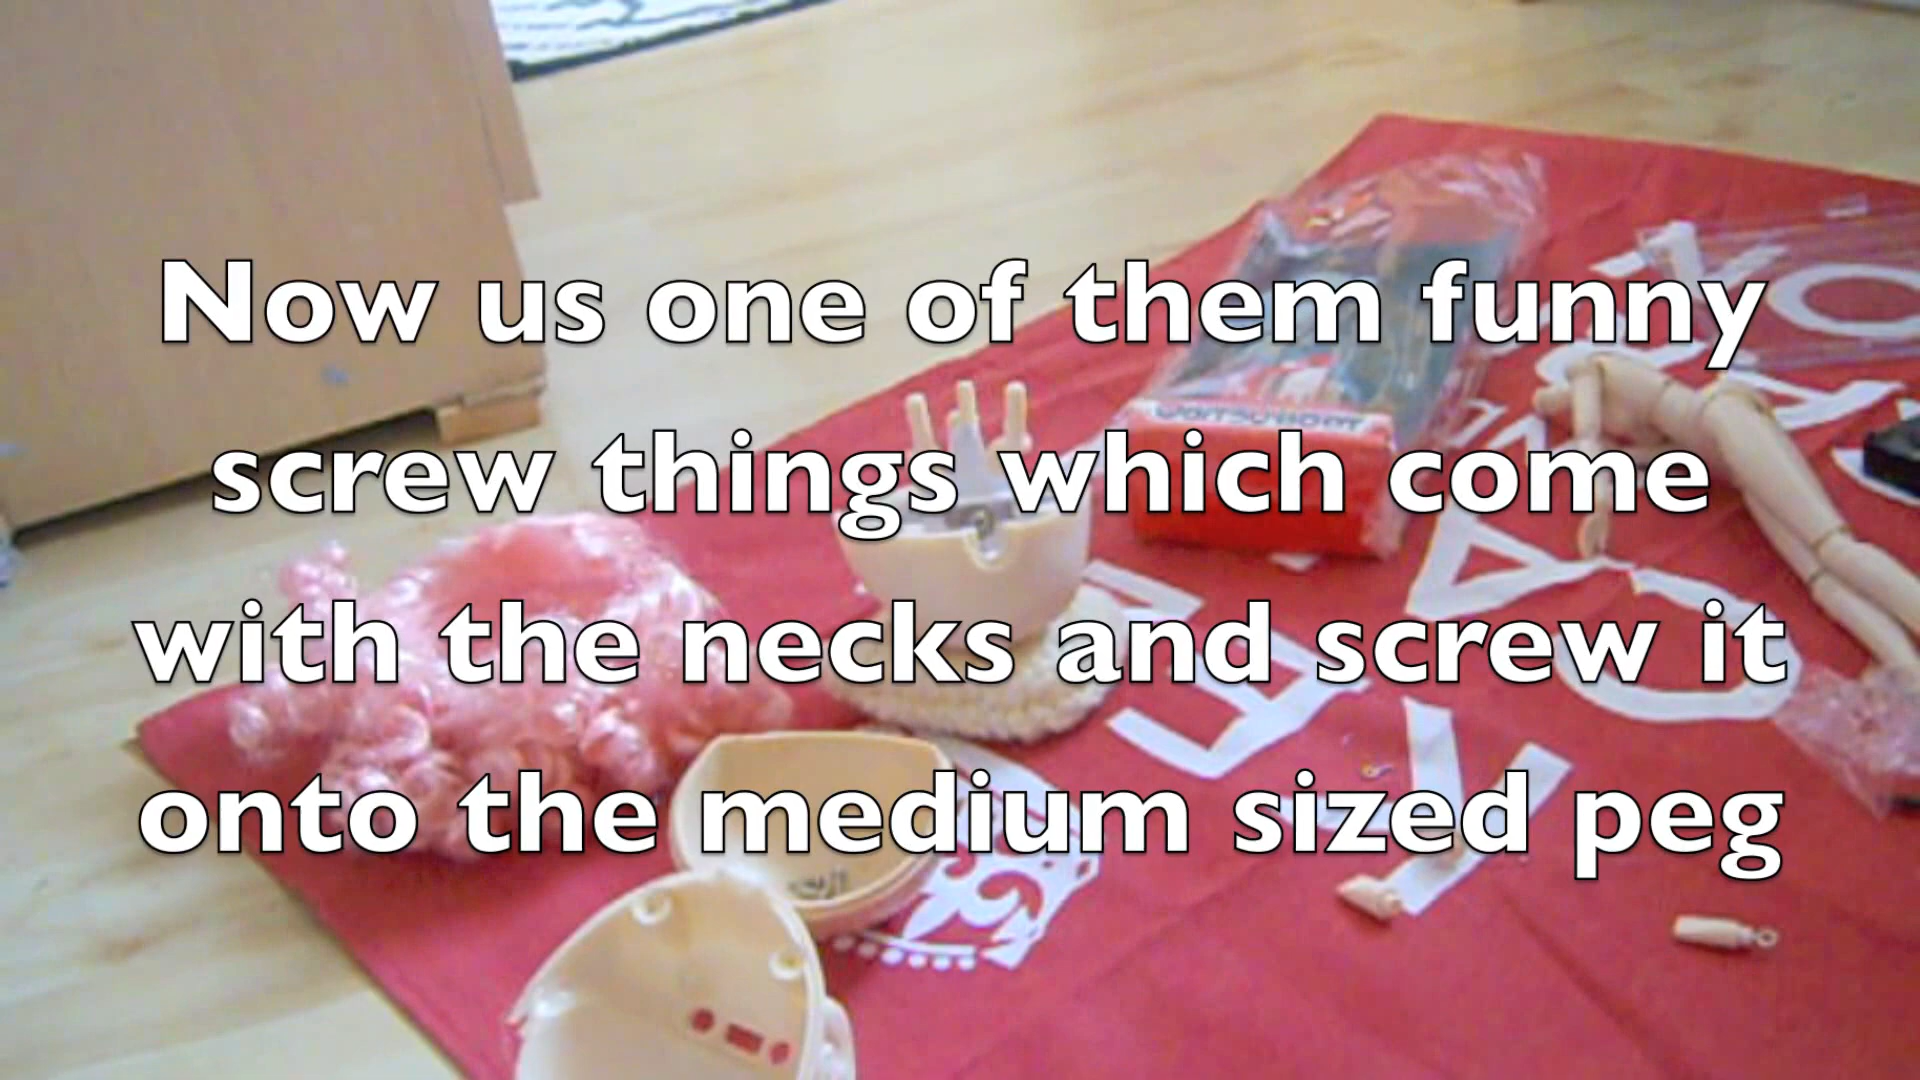 Now us one of them funny
screw things which come
with the necks and screw it
onto the medium sized peg